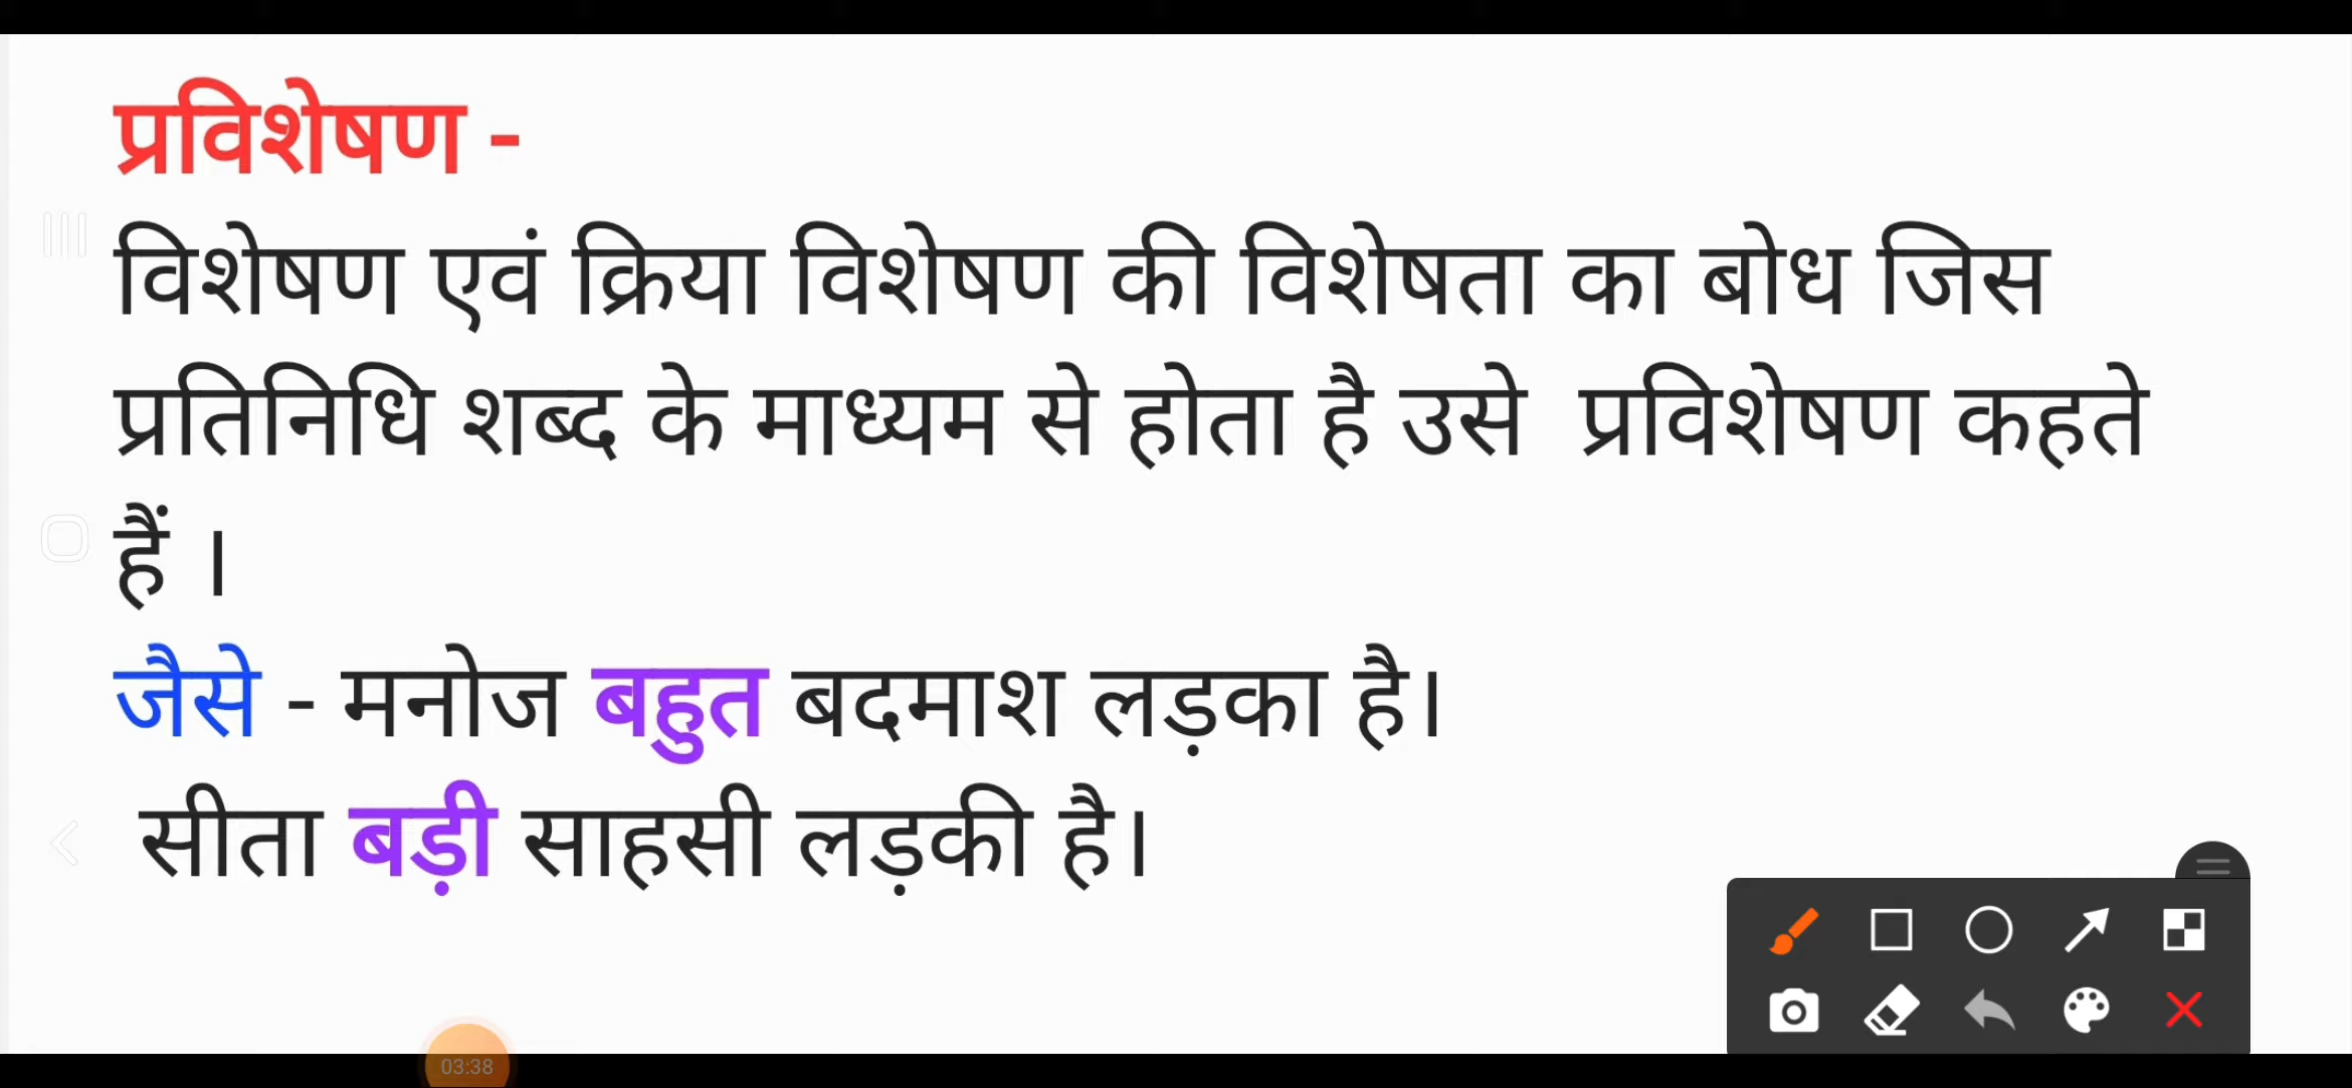 प्रविशेषण -
विशेषण एवं क्रिया विशेषण की विशेषता का बोध जिस
प्रतिनिधि शब्द के माध्यम से होता है उसे प्रविशेषण कहते
हैं ।
जैसे - मनोज बहुत बदमाश लड़का है।
सीता बड़ी साहसी लड़की है।
03:38